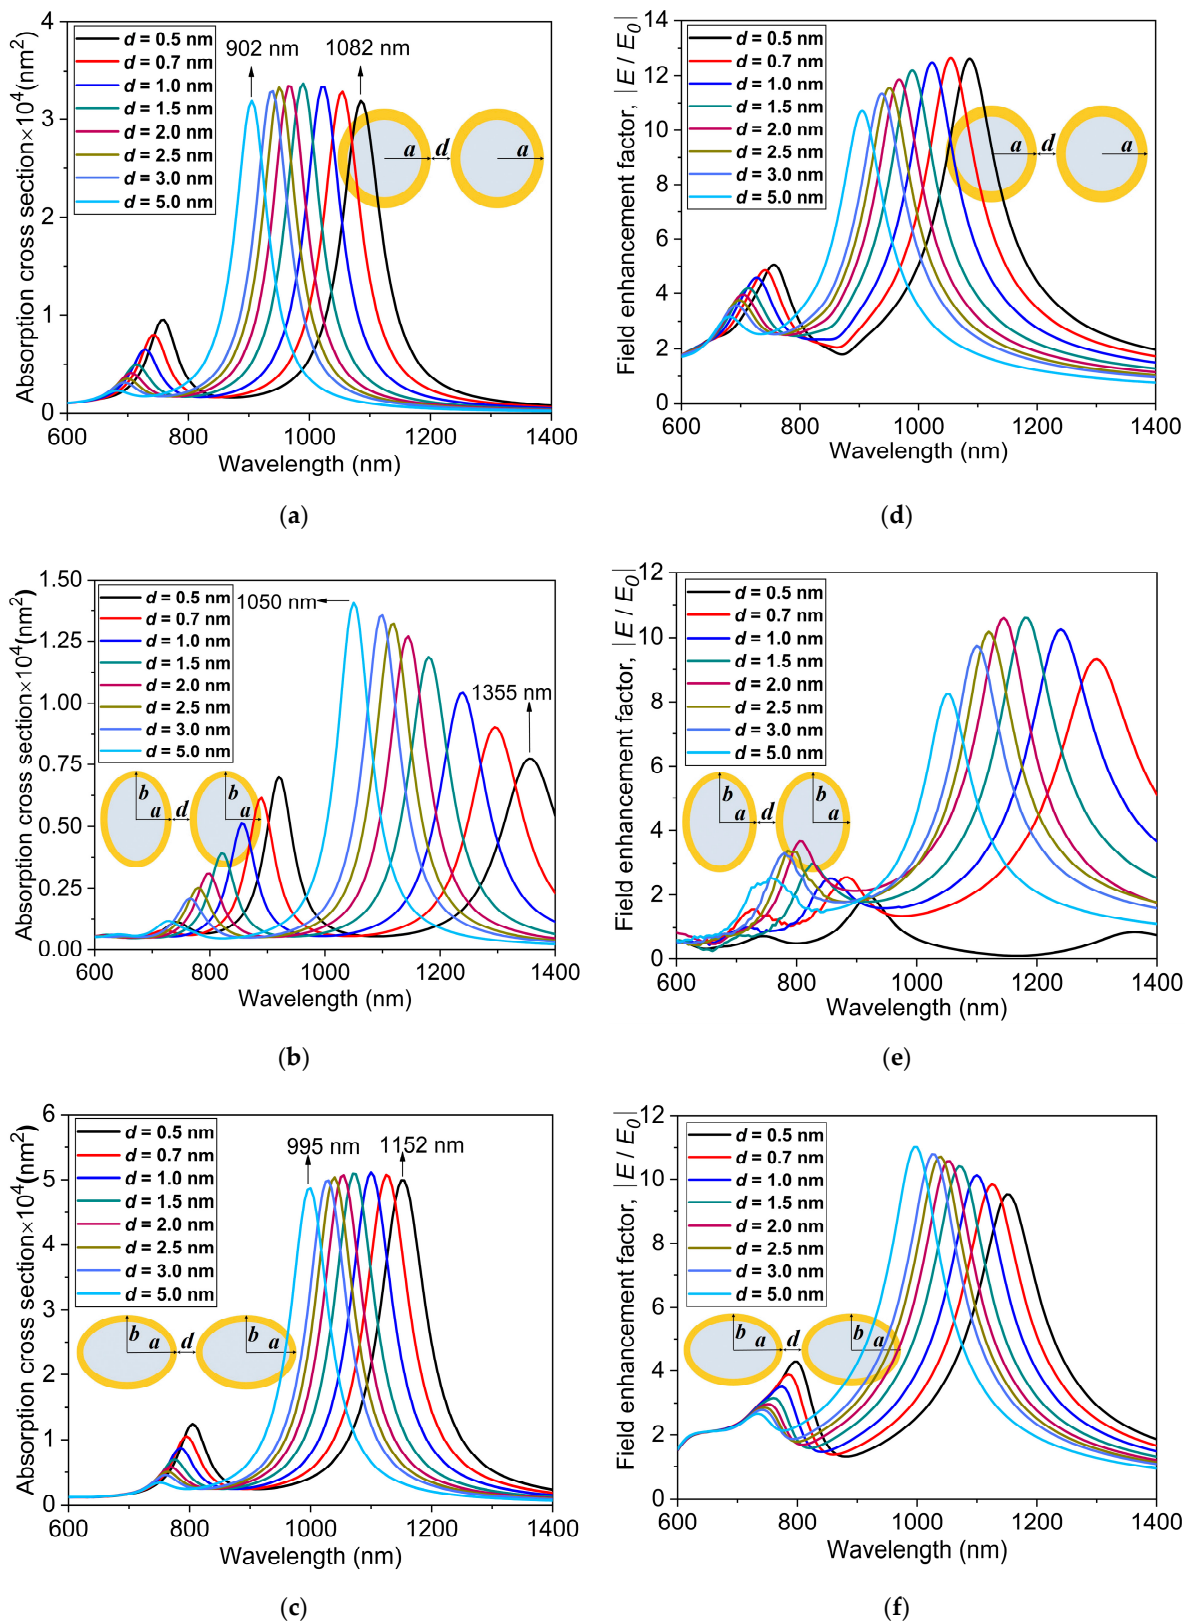 Absorption cross section×10⁴(nm²)
4
3
2
1
0
d = 0.5 nm
d = 0.7 nm
d = 1.0 nm
d = 1.5 nm
d = 2.0 nm
d = 2.5 nm
d = 3.0 nm
d = 5.0 nm
902 nm
1082 nm
a
d
a
600
800
1000
1200
1400
Wavelength (nm)
(a)
Field enhancement factor, |E / E0|
14
12
10
8
6
4
2
0
d = 0.5 nm
d = 0.7 nm
d = 1.0 nm
d = 1.5 nm
d = 2.0 nm
d = 2.5 nm
d = 3.0 nm
d = 5.0 nm
a
d
a
600
800
1000
1200
1400
Wavelength (nm)
(d)
Absorption cross section×10⁴(nm²)
1.50
1.25
1.00
0.75
0.50
0.25
0.00
d = 0.5 nm
d = 0.7 nm
d = 1.0 nm
d = 1.5 nm
d = 2.0 nm
d = 2.5 nm
d = 3.0 nm
d = 5.0 nm
1050 nm
1355 nm
b
a
d
b
a
600
800
1000
1200
1400
Wavelength (nm)
(b)
Field enhancement factor, |E / E0|
12
10
8
6
4
2
0
d = 0.5 nm
d = 0.7 nm
d = 1.0 nm
d = 1.5 nm
d = 2.0 nm
d = 2.5 nm
d = 3.0 nm
d = 5.0 nm
b
a
d
b
a
600
800
1000
1200
1400
Wavelength (nm)
(e)
Absorption cross section×10⁴(nm²)
6
5
4
3
2
1
0
d = 0.5 nm
d = 0.7 nm
d = 1.0 nm
d = 1.5 nm
d = 2.0 nm
d = 2.5 nm
d = 3.0 nm
d = 5.0 nm
995 nm
1152 nm
b
a
d
b
a
600
800
1000
1200
1400
Wavelength (nm)
(c)
Field enhancement factor, |E / E0|
12
10
8
6
4
2
0
d = 0.5 nm
d = 0.7 nm
d = 1.0 nm
d = 1.5 nm
d = 2.0 nm
d = 2.5 nm
d = 3.0 nm
d = 5.0 nm
b
a
d
b
a
600
800
1000
1200
1400
Wavelength (nm)
(f)